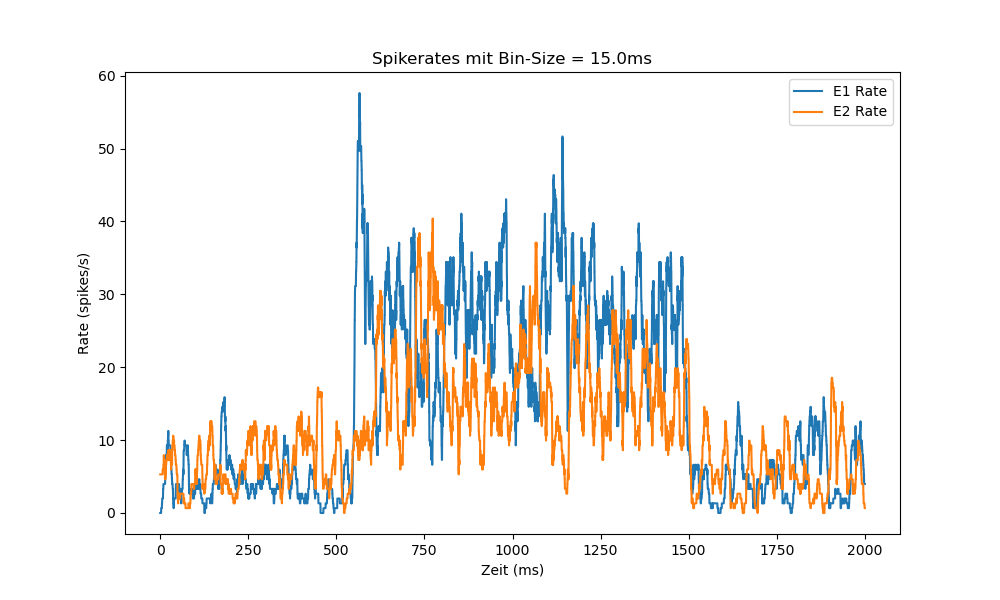 Spikerates mit Bin-Size = 15.0ms
E1 Rate
E2 Rate
60
50
40
30
20
10
0
Rate (spikes/s)
0 250 500 750 1000 1250 1500 1750 2000
Zeit (ms)